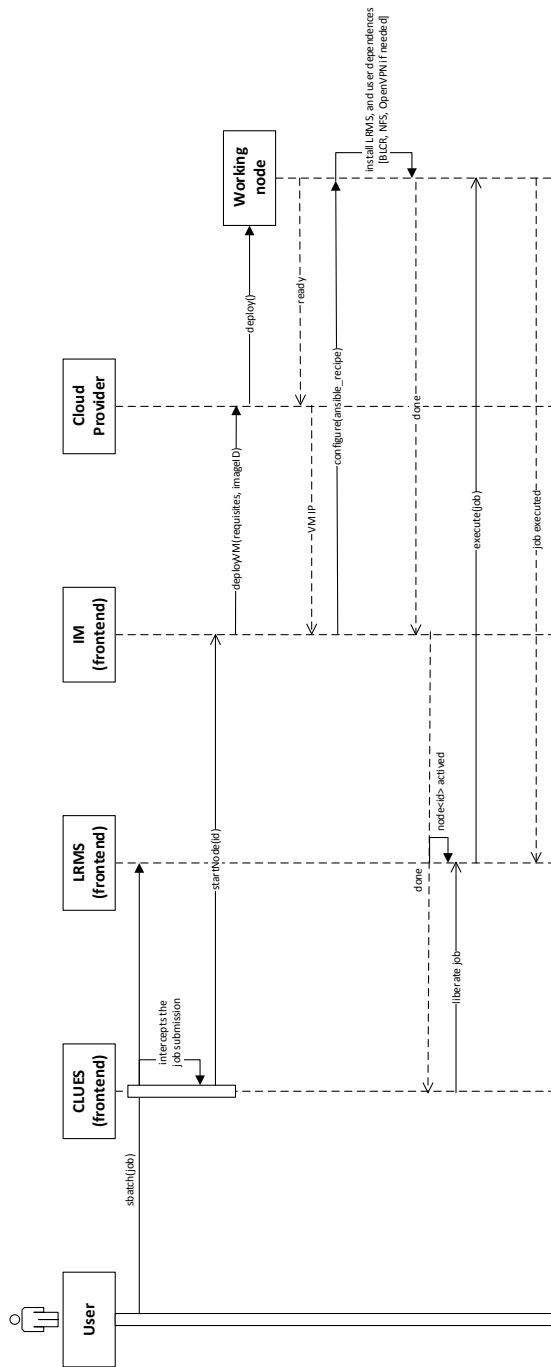 User
CLUES
(frontend)
LRMS
(frontend)
IM
(frontend)
Cloud
Provider
Working
node
sbatch(job)
intercepts the
job submission
startNode(id)
deployVM(requisites, imageID)
deploy()
ready
VM IP
configure(ansible_recipe)
install LRMS, and user dependences
[BLCR, NFS, OpenVPN if needed]
done
done
node<id> actived
liberate job
execute(job)
job executed